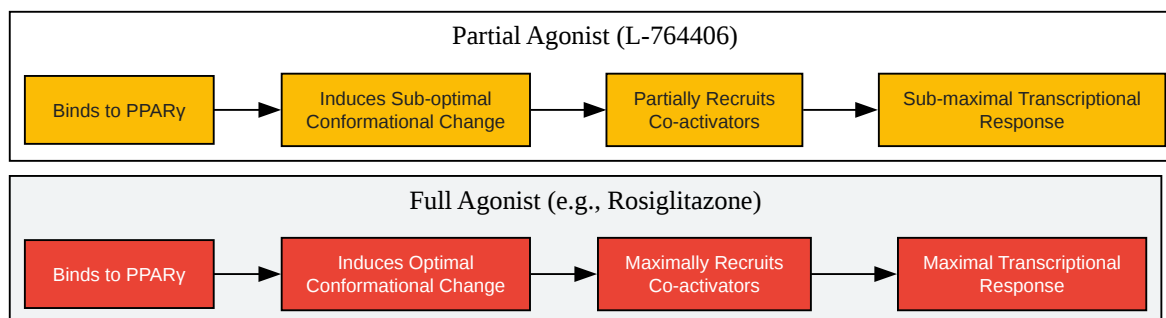 Partial Agonist (L-764406)
Binds to PPARγ
Induces Sub-optimal
Conformational Change
Partially Recruits
Co-activators
Sub-maximal Transcriptional
Response
Full Agonist (e.g., Rosiglitazone)
Binds to PPARγ
Induces Optimal
Conformational Change
Maximally Recruits
Co-activators
Maximal Transcriptional
Response